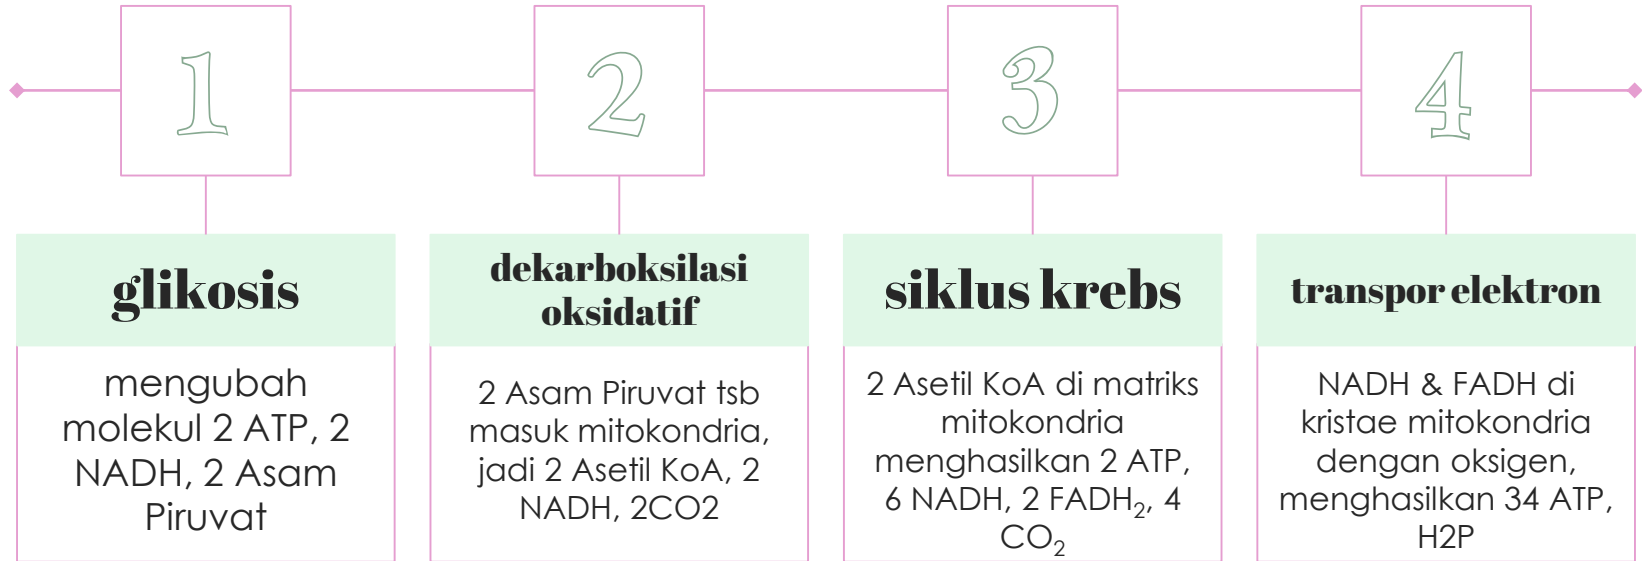 1
2
3
4
glikosis
mengubah
molekul 2 ATP, 2
NADH, 2 Asam
Piruvat
dekarboksilasi
oksidatif
2 Asam Piruvat tsb
masuk mitokondria,
jadi 2 Asetil KoA, 2
NADH, 2CO2
siklus krebs
2 Asetil KoA di matriks
mitokondria
menghasilkan 2 ATP,
6 NADH, 2 FADH₂, 4
CO₂
transpor elektron
NADH & FADH di
kristae mitokondria
dengan oksigen,
menghasilkan 34 ATP,
H2P